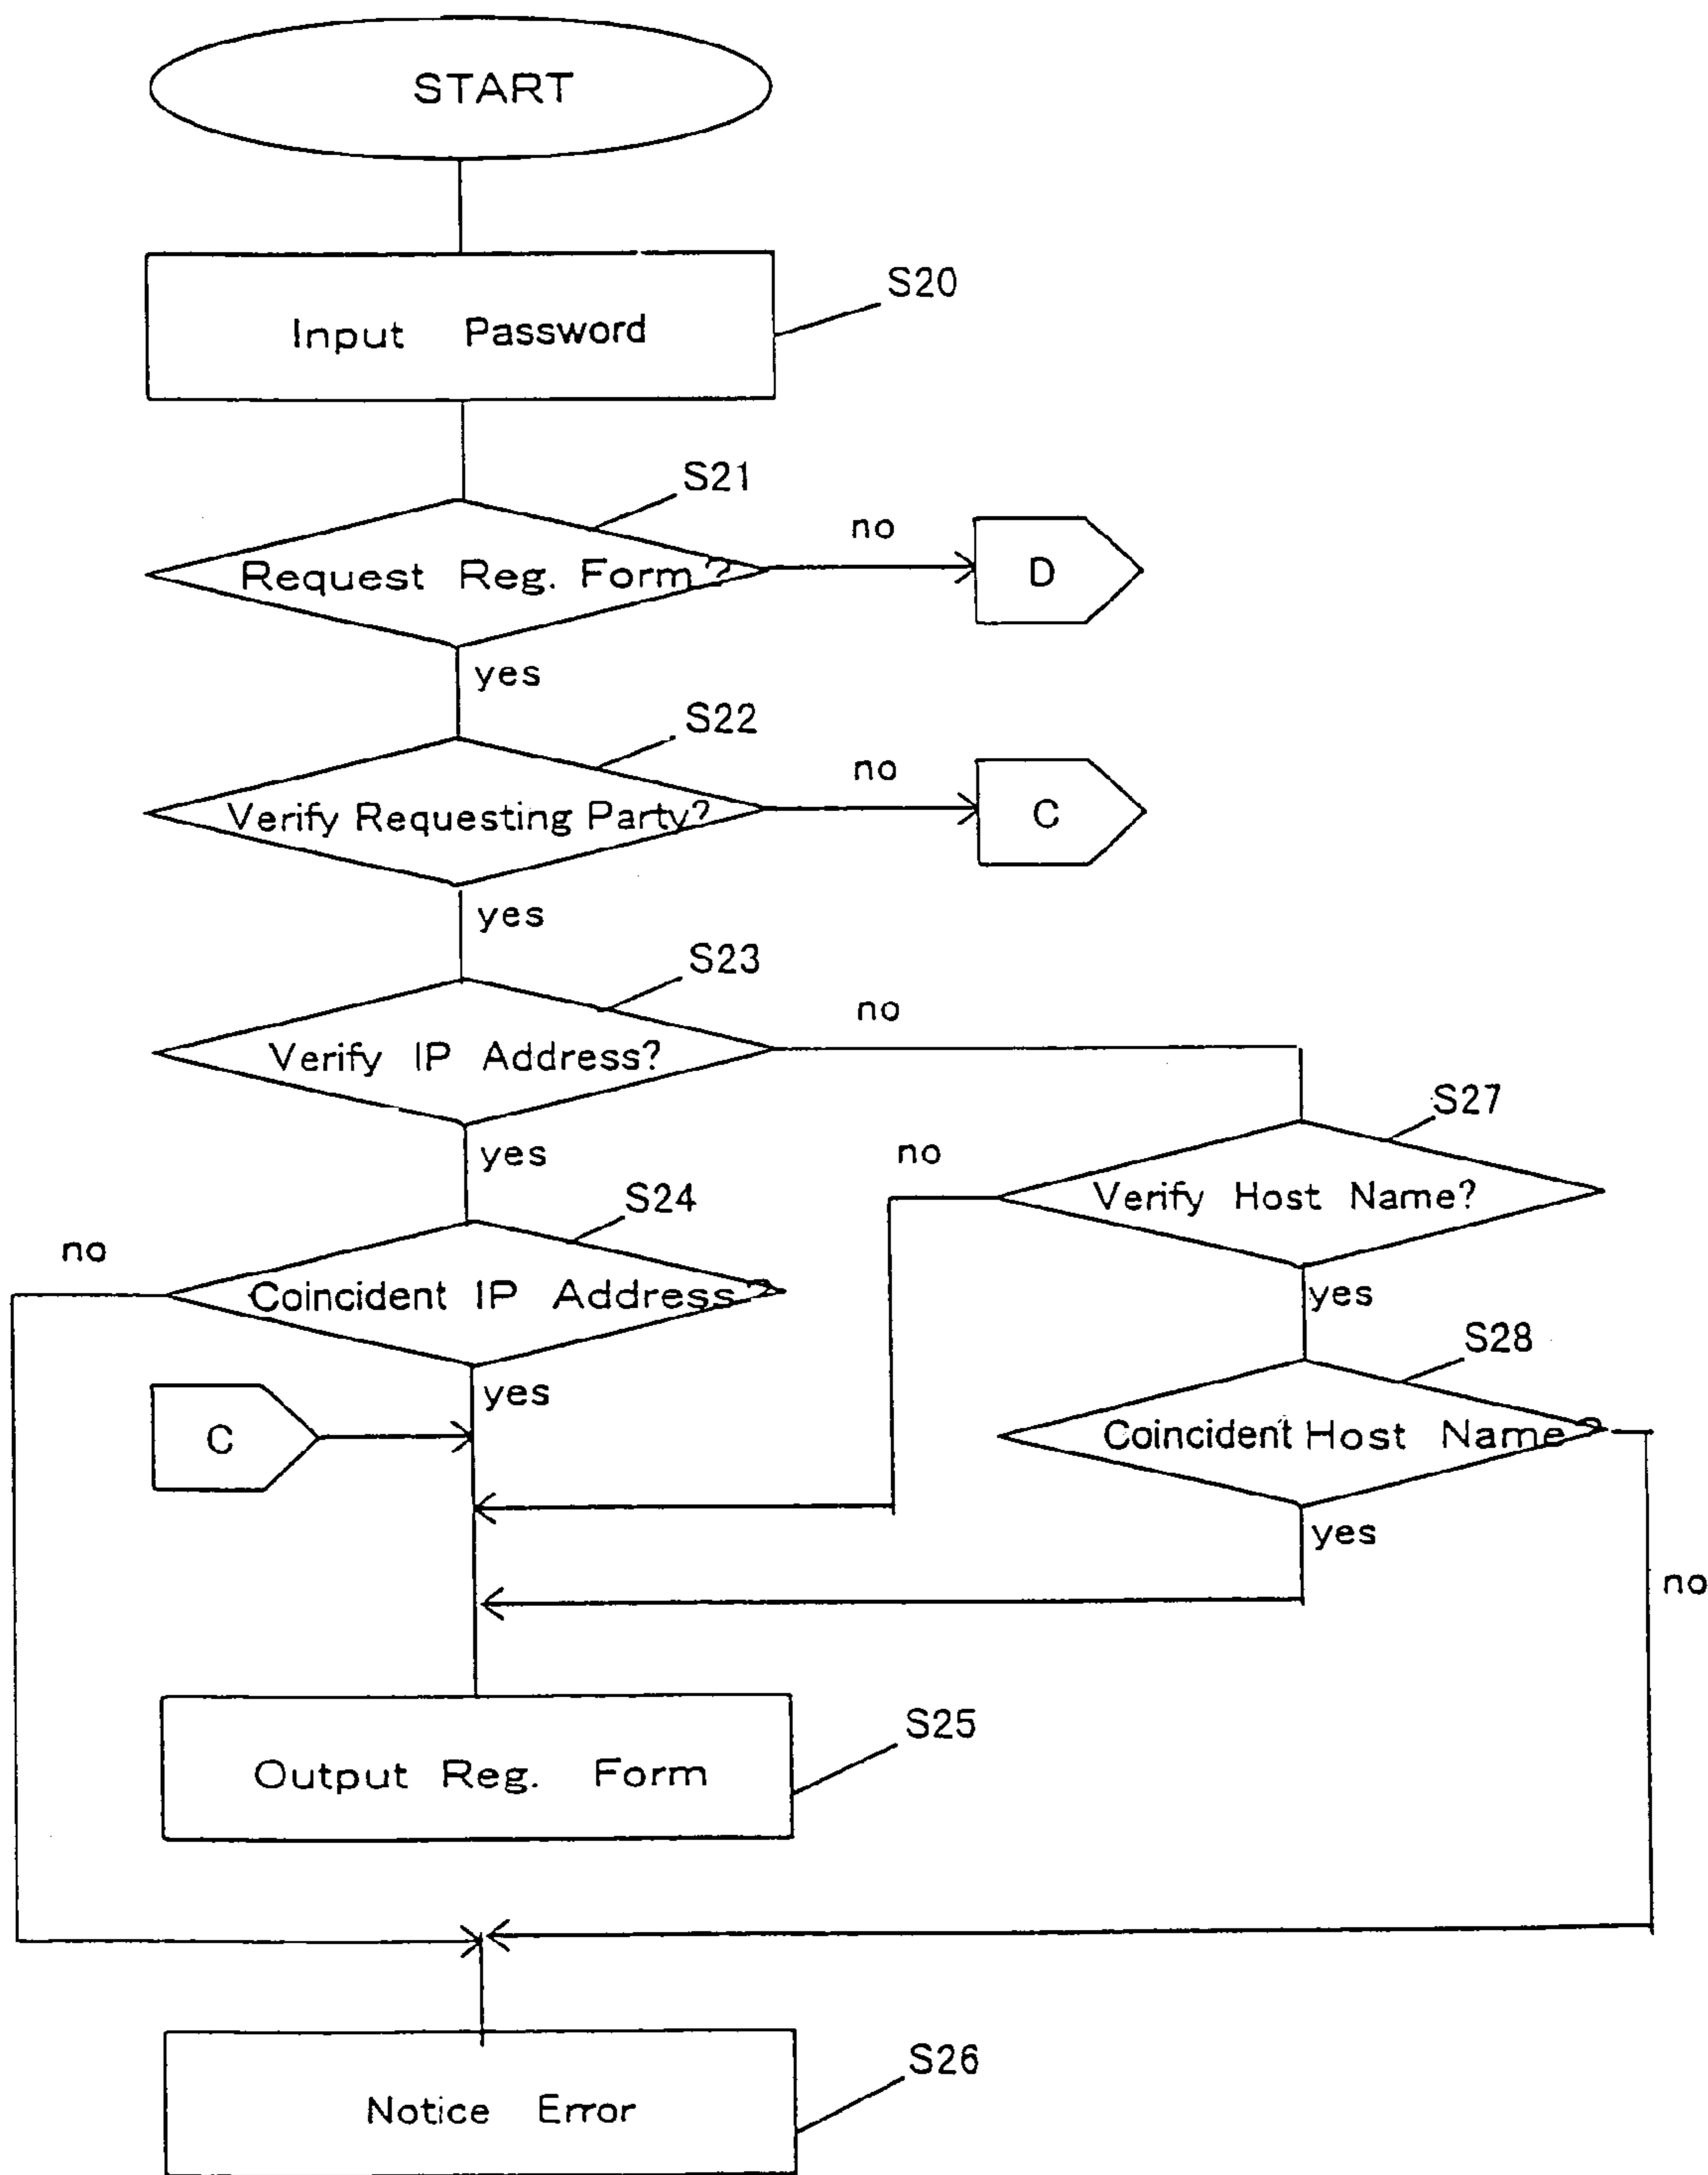 START
S20
Input Password
S21
no
Request Reg. Form?
D
yes
S22
no
Verify Requesting Party?
C
yes
S23
no
Verify IP Address?
S27
yes
no
Verify Host Name?
S24
no
Coincident IP Address?
yes
S28
yes
C
Coincident Host Name?
yes
no
S25
Output Reg. Form
S26
Notice Error